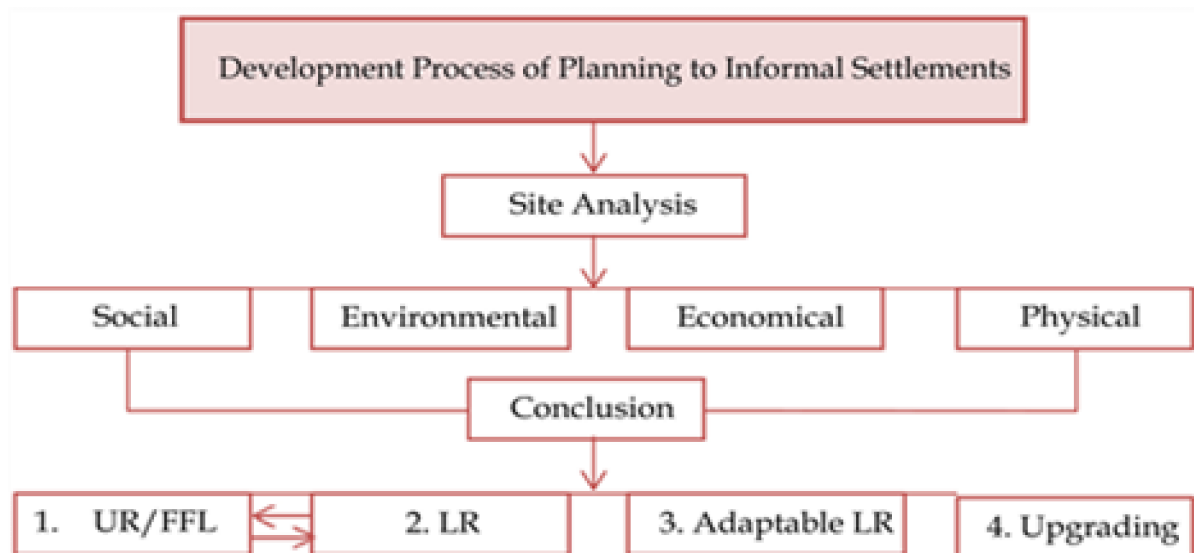 Development Process of Planning to Informal Settlements
Site Analysis
Social
Environmental
Economical
Physical
Conclusion
1. UR/FFL
2. LR
3. Adaptable LR
4. Upgrading